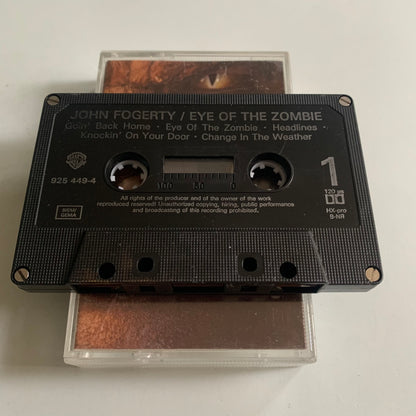 JOHN FOGERTY / EYE OF THE ZOMBIE
Goin' Back Home · Eye Of The Zombie · Headlines ·
Knockin' On Your Door · Change In The Weather
925 449-4
100 50 0
1
120 µs
HX-pro
B-NR
All rights of the producer and of the owner of the work
reproduced reserved! Unauthorized copying, hiring, public performance
and broadcasting of this recording prohibited.
GEMA